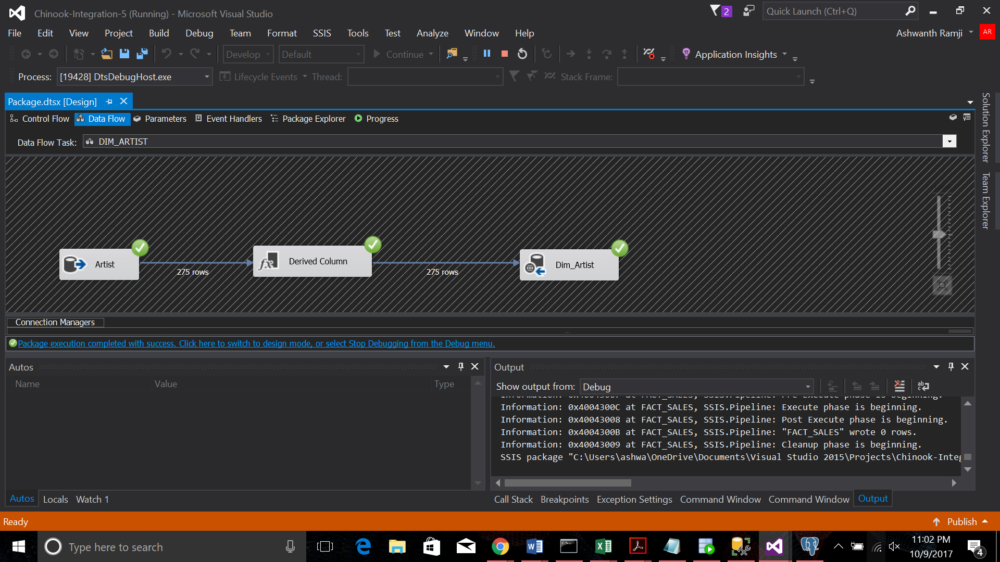 Chinook-Integration-5 (Running) - Microsoft Visual Studio
2
Quick Launch (Ctrl+Q)
File Edit View Project Build Debug Team Format SSIS Tools Test Analyze Window Help
Ashwanth Ramji AR
Develop Default Continue Application Insights
Process: [19428] DtsDebugHost.exe Lifecycle Events Thread: Stack Frame:
Package.dtsx [Design]
Control Flow Data Flow Parameters Event Handlers Package Explorer Progress
Data Flow Task: DIM_ARTIST
Solution Explorer
Team Explorer
Artist
275 rows
fx Derived Column
275 rows
Dim_Artist
Connection Managers
Package execution completed with success. Click here to switch to design mode, or select Stop Debugging from the Debug menu.
Autos
Name Value Type
Autos Locals Watch 1
Output
Show output from: Debug
Information: 0x4004300C at FACT_SALES, SSIS.Pipeline: Execute phase is beginning.
Information: 0x40043008 at FACT_SALES, SSIS.Pipeline: Post Execute phase is beginning.
Information: 0x4004300B at FACT_SALES, SSIS.Pipeline: "FACT_SALES" wrote 0 rows.
Information: 0x40043009 at FACT_SALES, SSIS.Pipeline: Cleanup phase is beginning.
SSIS package "C:\Users\ashwa\OneDrive\Documents\Visual Studio 2015\Projects\Chinook-Integ
Call Stack Breakpoints Exception Settings Command Window Command Window Output
Ready
Publish
Type here to search
11:02 PM
10/9/2017
4